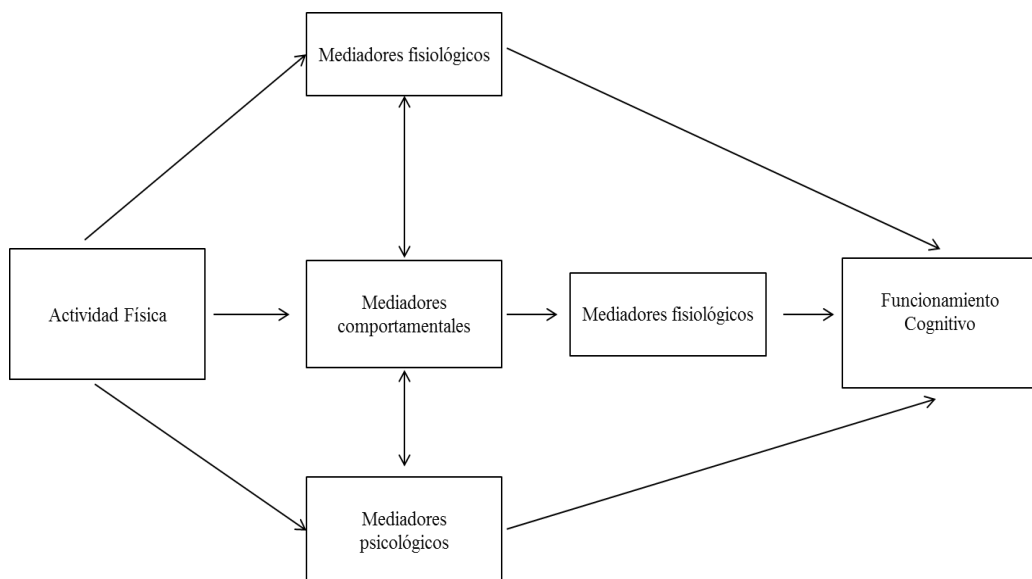 Mediadores fisiológicos
Actividad Física
Mediadores
comportamentales
Mediadores fisiológicos
Funcionamiento
Cognitivo
Mediadores
psicológicos